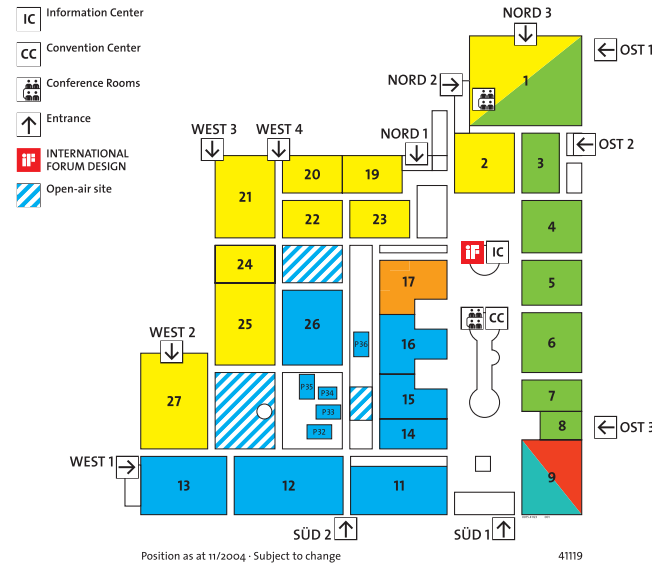 IC Information Center
CC Convention Center
Conference Rooms
Entrance
iF INTERNATIONAL
FORUM DESIGN
Open-air site
NORD 3
OST 1
1
NORD 2
WEST 3
WEST 4
NORD 1
OST 2
20
19
2
3
21
22
23
4
24
iF IC
17
5
25
26
P36
16
CC
6
WEST 2
27
P35
P34
P33
P32
15
7
14
8
OST 3
WEST 1
13
12
11
9
SÜD 2
SÜD 1
Position as at 11/2004 · Subject to change
41119